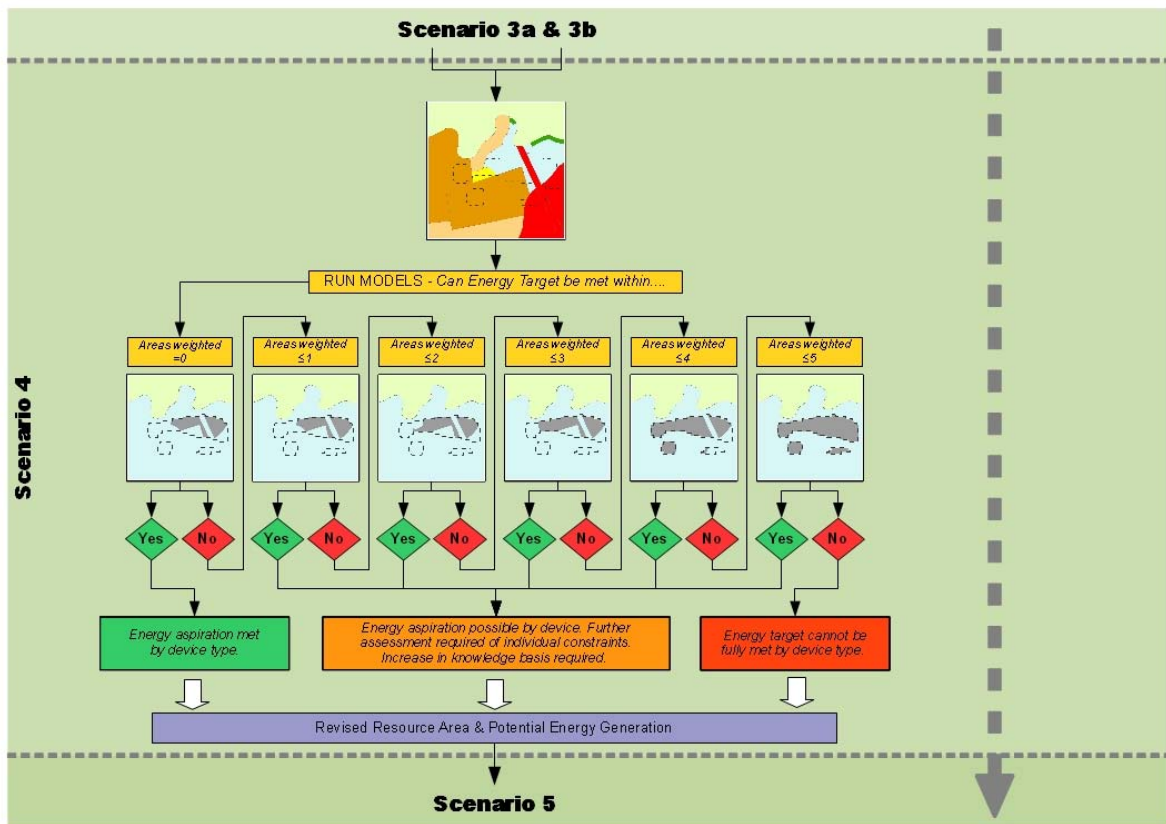 Scenario 3a & 3b
RUN MODELS - Can Energy Target be met within....
Areas weighted
=0
Areas weighted
≤1
Areas weighted
≤2
Areas weighted
≤3
Areas weighted
≤4
Areas weighted
≤5
Scenario 4
Yes
No
Yes
No
Yes
No
Yes
No
Yes
No
Yes
No
Energy aspiration met
by device type.
Energy aspiration possible by device. Further
assessment required of individual constraints.
Increase in knowledge basis required.
Energy target cannot be
fully met by device type.
Revised Resource Area & Potential Energy Generation
Scenario 5